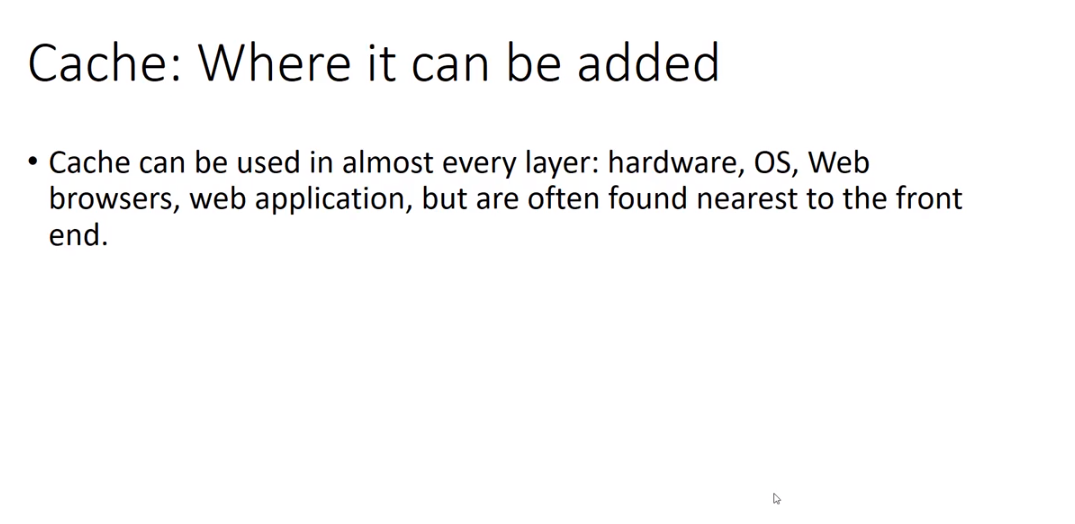 Cache: Where it can be added
• Cache can be used in almost every layer: hardware, OS, Web
browsers, web application, but are often found nearest to the front
end.